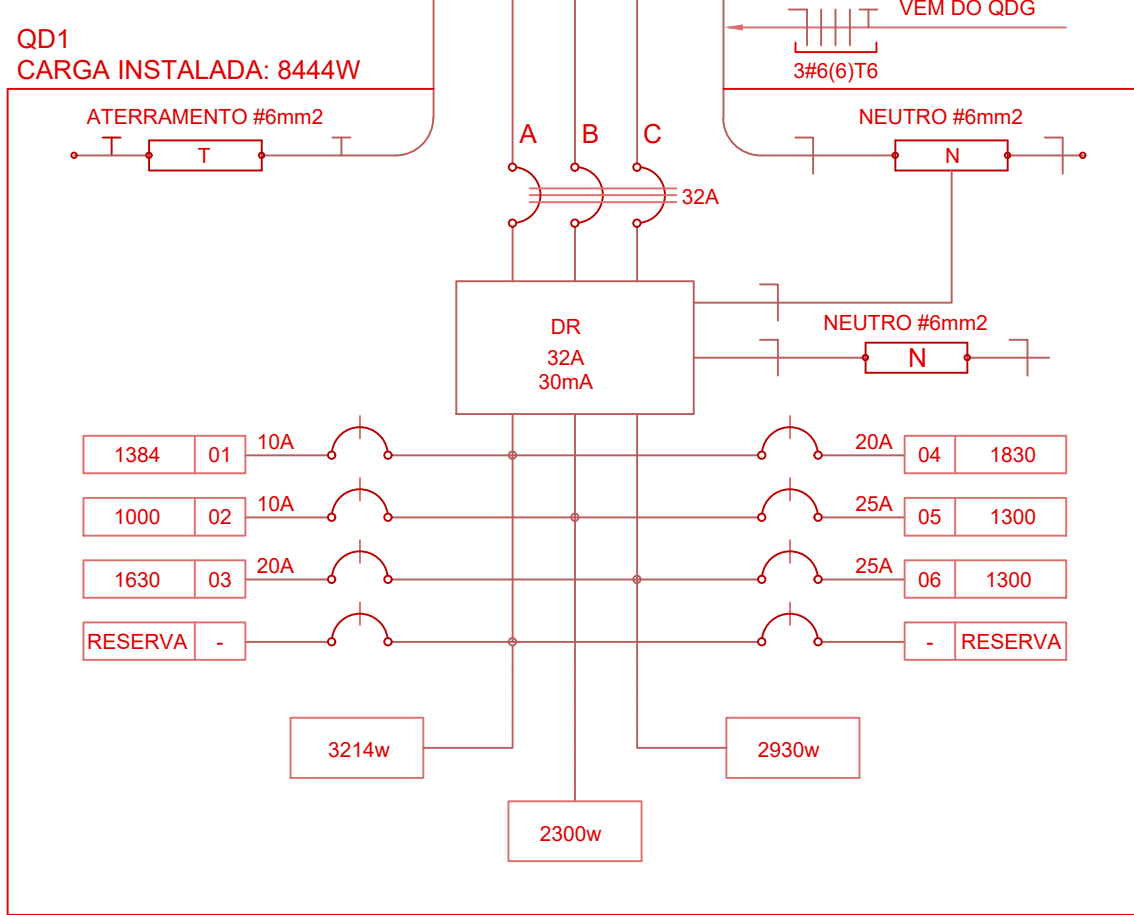 VEM DO QDG
QD1
CARGA INSTALADA: 8444W
3#6(6)T6
ATERRAMENTO #6mm2
NEUTRO #6mm2
T
A
B
C
N
32A
DR
32A
30mA
NEUTRO #6mm2
N
1384 01 10A
20A 04 1830
1000 02 10A
25A 05 1300
1630 03 20A
25A 06 1300
RESERVA -
- RESERVA
3214w
2930w
2300w